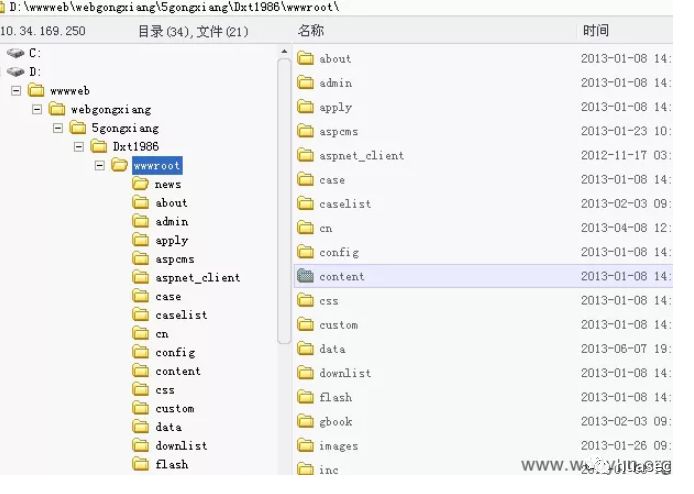 D:\wwwweb\webgongxiang\5gongxiang\Dxt1986\wwwroot\
10.34.169.250 目录(34),文件(21) 名称 时间
C:
D:
wwwweb
webgongxiang
5gongxiang
Dxt1986
wwwroot
news
about
admin
apply
aspcms
aspnet_client
case
caselist
cn
config
content
css
custom
data
downlist
flash
about 2013-01-08 14:
admin 2013-01-08 14:
apply 2013-01-08 14:
aspcms 2013-01-23 10:
aspnet_client 2012-11-17 03:
case 2013-01-08 14:
caselist 2013-02-03 09:
cn 2013-04-08 12:
config 2013-01-08 14:
content 2013-01-08 14:
css 2013-01-08 14:
custom 2013-01-08 14:
data 2013-06-07 19:
downlist 2013-01-08 14:
flash 2013-01-08 14:
gbook 2013-02-03 09:
images 2013-01-26 09:
inc